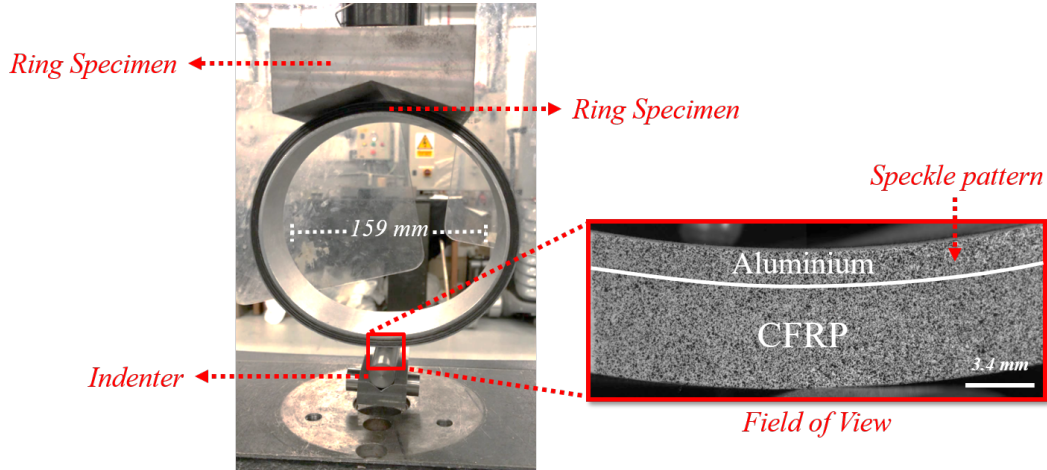 Ring Specimen
Ring Specimen
159 mm
Speckle pattern
Aluminium
CFRP
3.4 mm
Indenter
Field of View